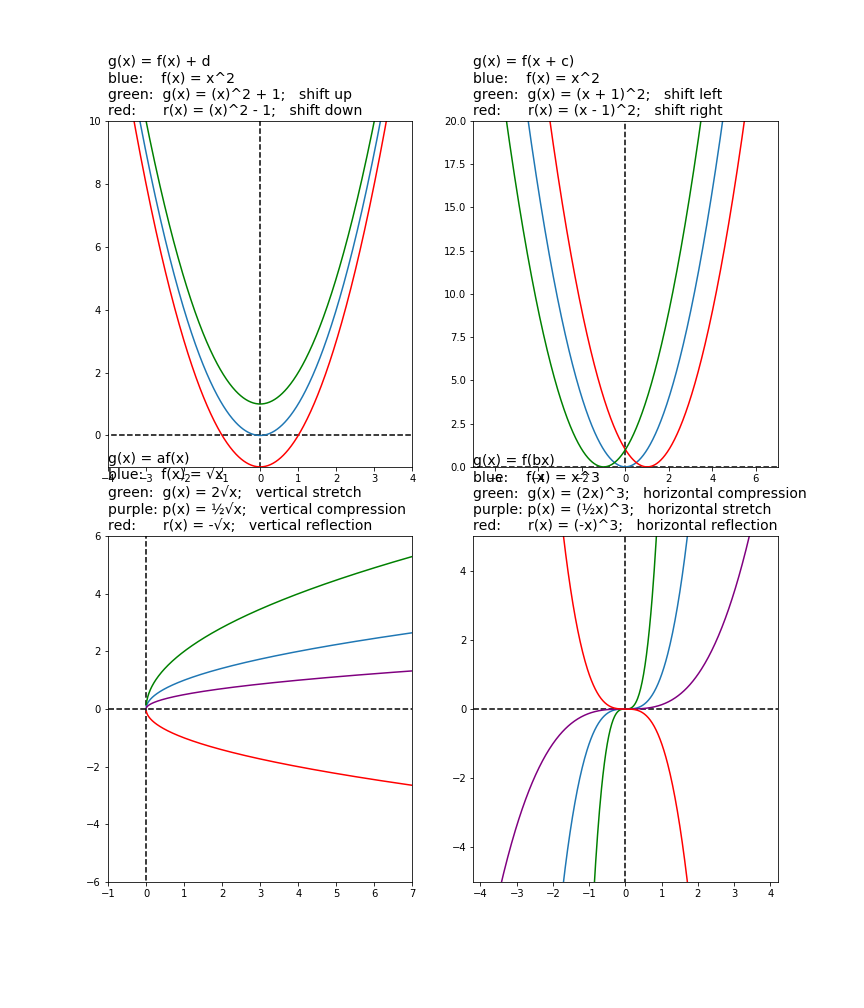 g(x) = f(x) + d
blue: f(x) = x^2
green: g(x) = (x)^2 + 1; shift up
red: r(x) = (x)^2 - 1; shift down
10
8
6
4
2
0
−3 −1 0 1 2 3 4
g(x) = f(x + c)
blue: f(x) = x^2
green: g(x) = (x + 1)^2; shift left
red: r(x) = (x - 1)^2; shift right
20.0
17.5
15.0
12.5
10.0
7.5
5.0
2.5
0.0
0 2 4 6
g(x) = af(x)
blue: f(x) = √x
green: g(x) = 2√x; vertical stretch
purple: p(x) = ½√x; vertical compression
red: r(x) = -√x; vertical reflection
6
4
2
0
−2
−4
−6
−1 0 1 2 3 4 5 6 7
g(x) = f(bx)
blue: f(x) = x^3
green: g(x) = (2x)^3; horizontal compression
purple: p(x) = (½x)^3; horizontal stretch
red: r(x) = (-x)^3; horizontal reflection
4
2
0
−2
−4
−4 −3 −2 −1 0 1 2 3 4